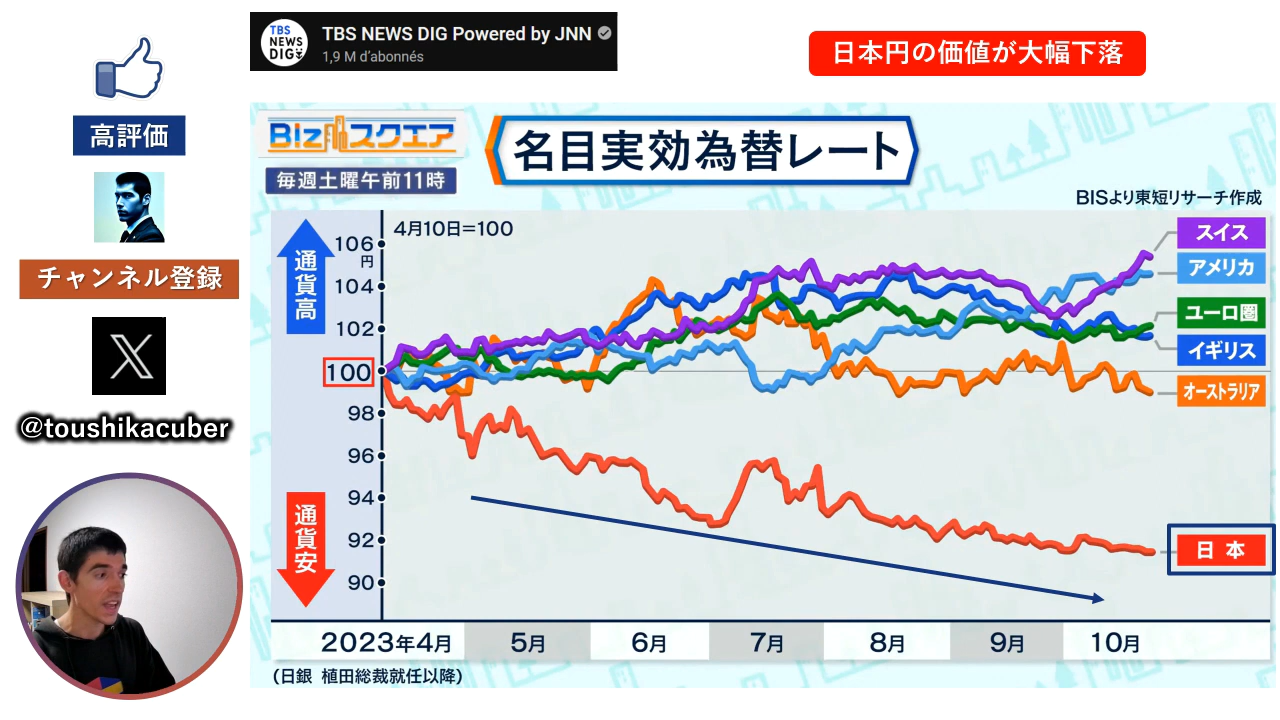 TBS NEWS DIG Powered by JNN
1,9 M d'abonnés
TBS
NEWS
DIG
日本円の価値が大幅下落
高評価
チャンネル登録
@toushikacuber
Bizスクエア
毎週土曜午前11時
名目実効為替レート
BISより東短リサーチ作成
4月10日=100
通貨高
106
円
104
102
100
98
96
94
92
90
通貨安
スイス
アメリカ
ユーロ圏
イギリス
オーストラリア
日本
2023年4月 5月 6月 7月 8月 9月 10月
(日銀 植田総裁就任以降)